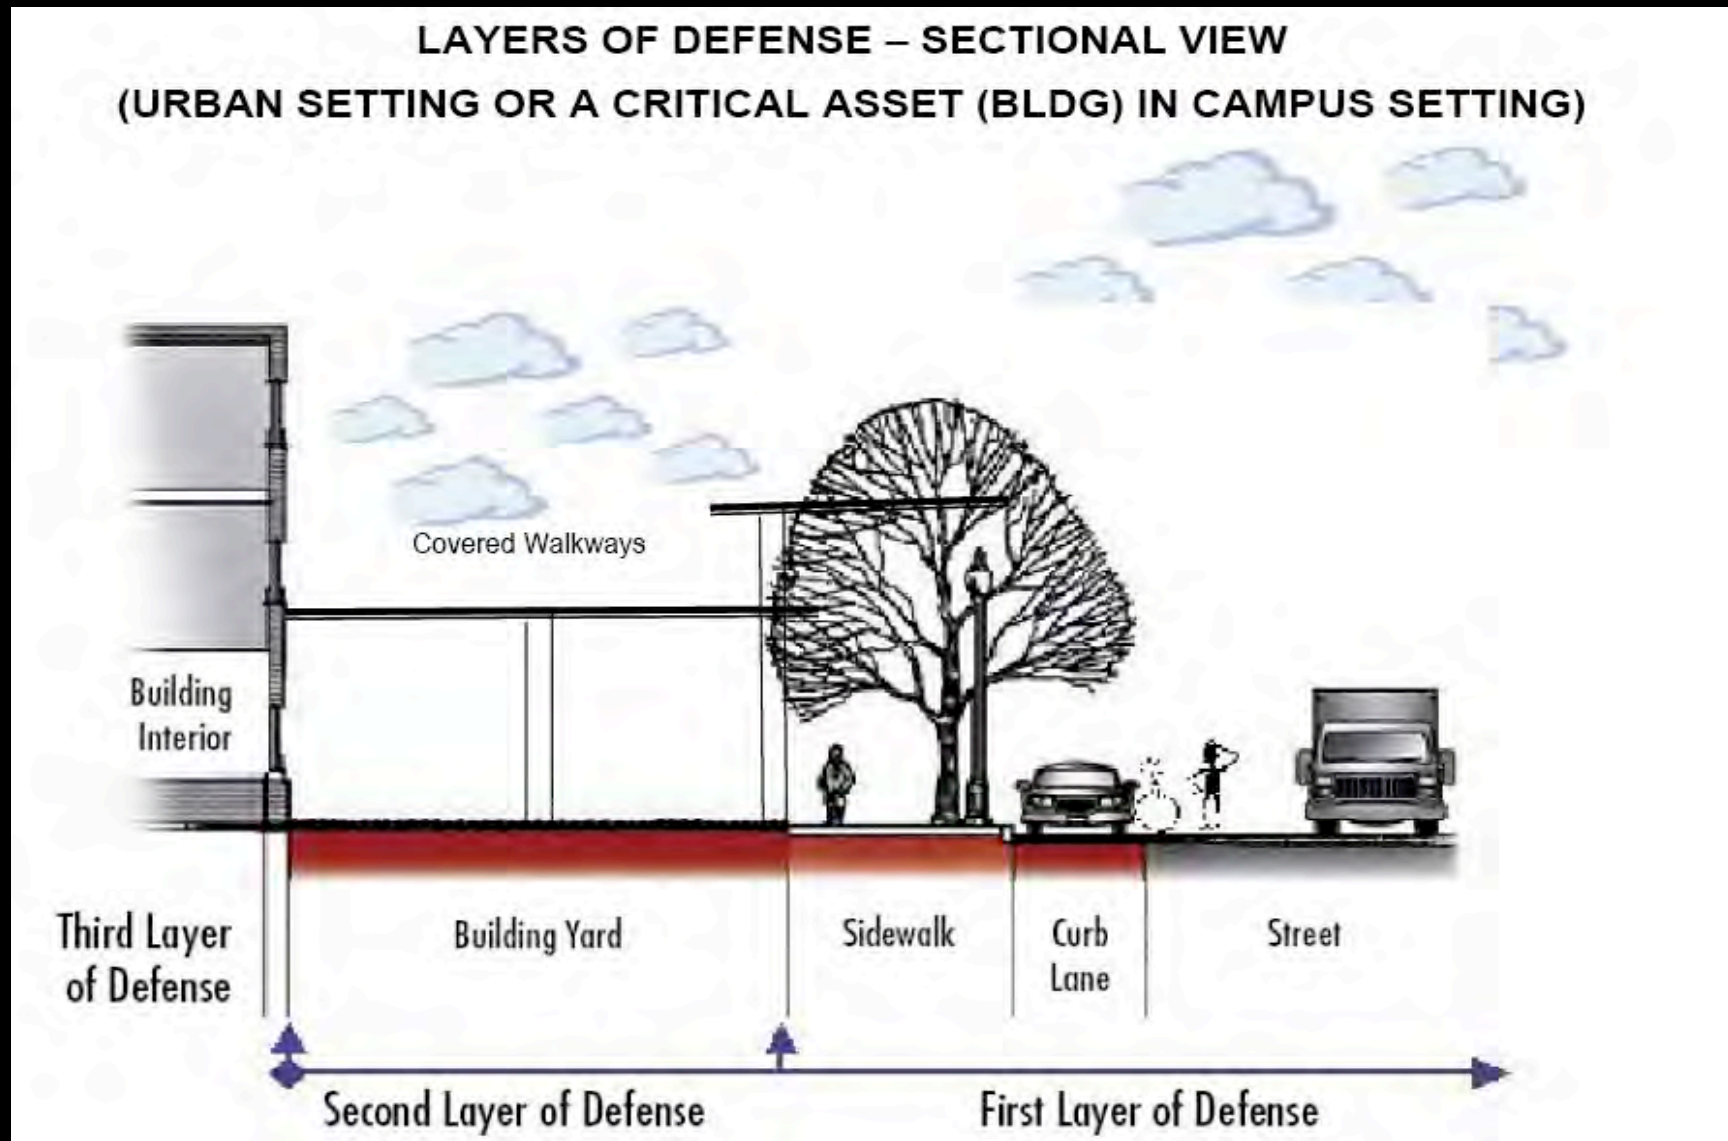 LAYERS OF DEFENSE – SECTIONAL VIEW
(URBAN SETTING OR A CRITICAL ASSET (BLDG) IN CAMPUS SETTING)
Covered Walkways
Building
Interior
Third Layer
of Defense
Building Yard
Sidewalk
Curb
Lane
Street
Second Layer of Defense
First Layer of Defense